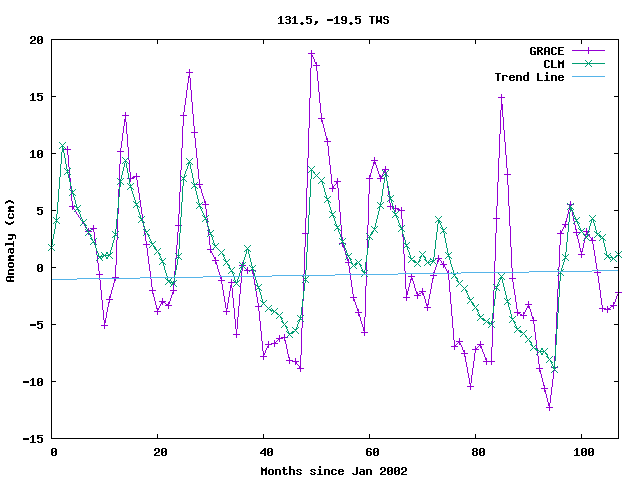 131.5, -19.5 TWS
GRACE
CLM
Trend Line
Anomaly (cm)
20
15
10
5
0
-5
-10
-15
0 20 40 60 80 100
Months since Jan 2002